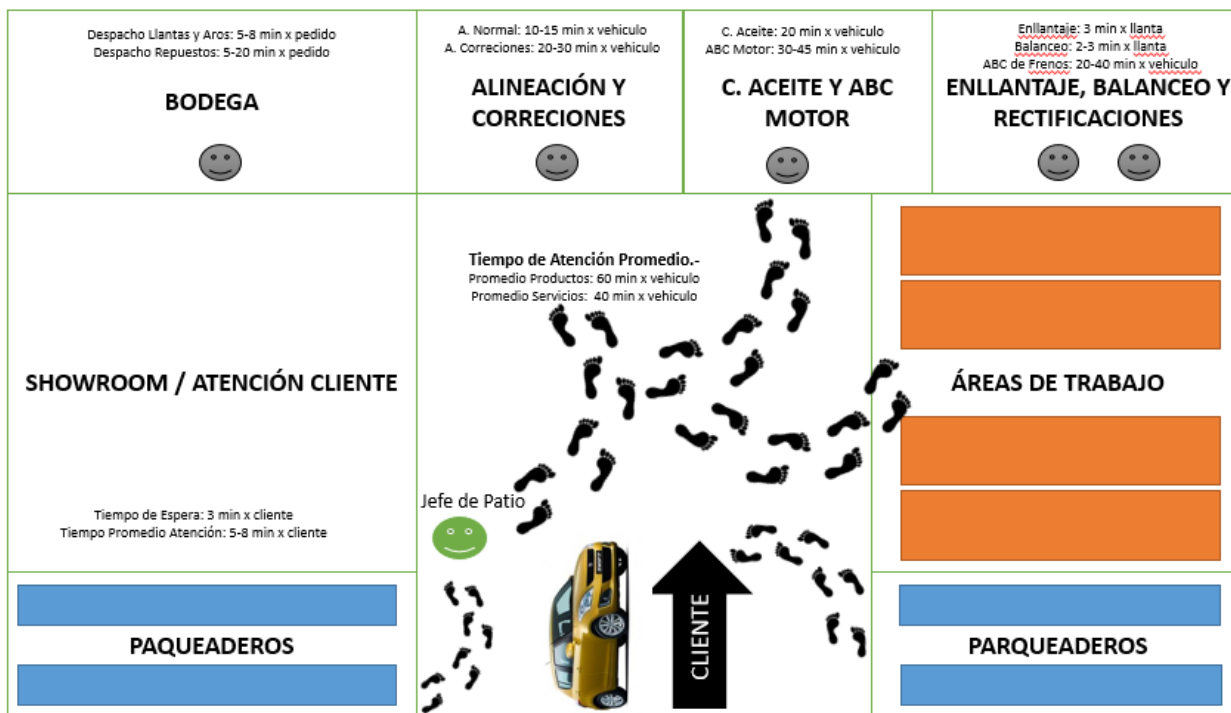 Despacho Llantas y Aros: 5-8 min x pedido
Despacho Repuestos: 5-20 min x pedido
BODEGA
A. Normal: 10-15 min x vehiculo
A. Correciones: 20-30 min x vehiculo
ALINEACIÓN Y
CORRECIONES
C. Aceite: 20 min x vehiculo
ABC Motor: 30-45 min x vehiculo
C. ACEITE Y ABC
MOTOR
Enllantaje: 3 min x llanta
Balanceo: 2-3 min x llanta
ABC de Frenos: 20-40 min x vehiculo
ENLLANTAJE, BALANCEO Y
RECTIFICACIONES
SHOWROOM / ATENCIÓN CLIENTE
Tiempo de Espera: 3 min x cliente
Tiempo Promedio Atención: 5-8 min x cliente
Tiempo de Atención Promedio.-
Promedio Productos: 60 min x vehiculo
Promedio Servicios: 40 min x vehiculo
Jefe de Patio
CLIENTE
ÁREAS DE TRABAJO
PAQUEADEROS
PARQUEADEROS